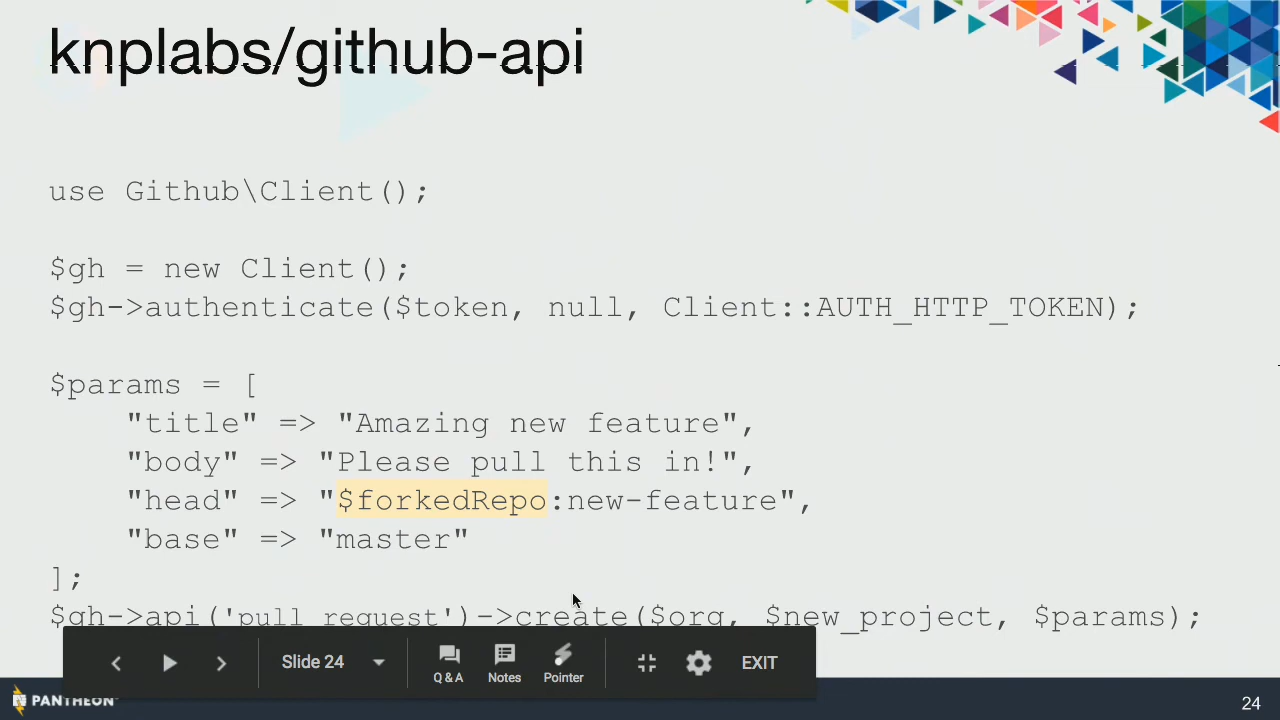 knplabs/github-api
use Github\Client();
$gh = new Client();
$gh->authenticate($token, null, Client::AUTH_HTTP_TOKEN);
$params = [
"title" => "Amazing new feature",
"body" => "Please pull this in!",
"head" => "$forkedRepo:new-feature",
"base" => "master"
];
$gh->api('pull_request')->create($org, $new_project, $params);
Slide 24
Q & A
Notes
Pointer
EXIT
PANTHEON
24